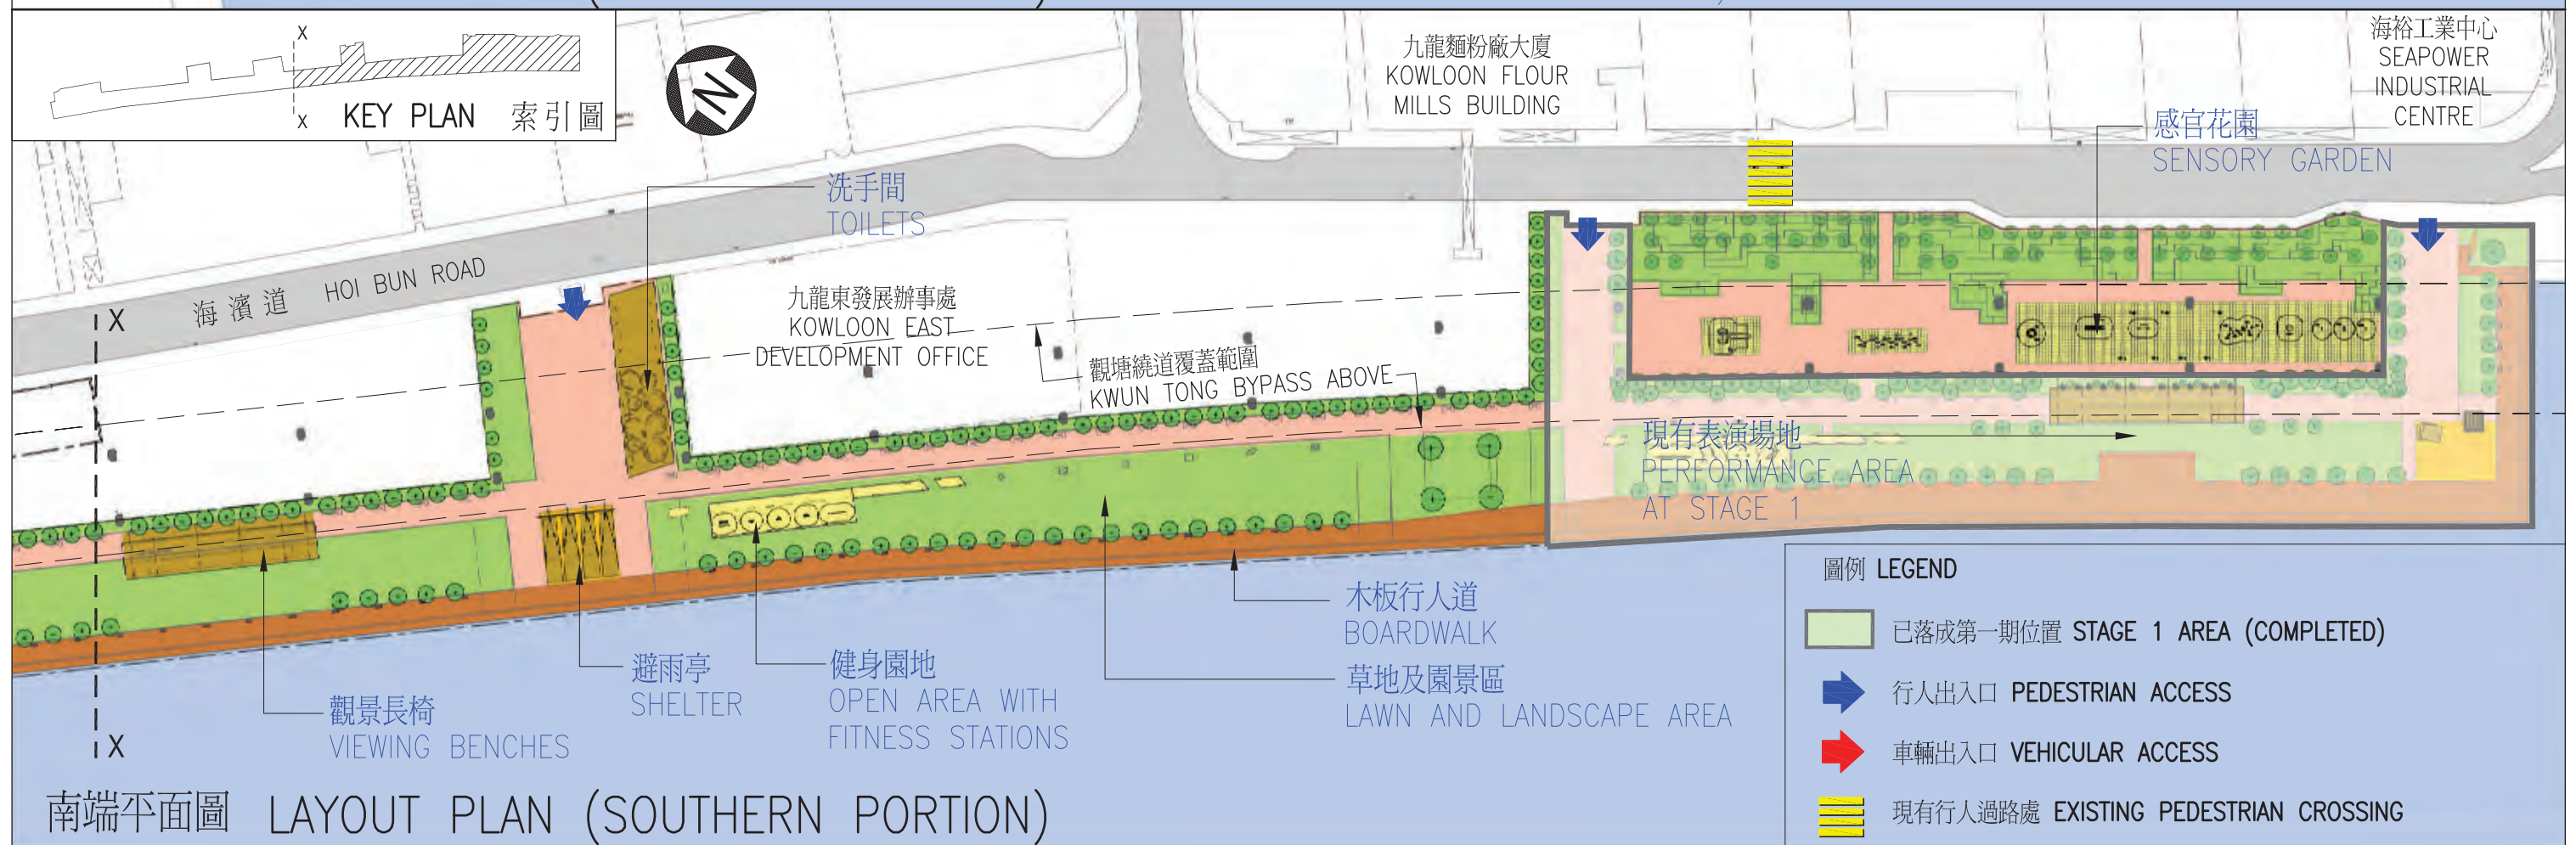 X
X
KEY PLAN 索引圖
N
九龍麵粉廠大廈
KOWLOON FLOUR
MILLS BUILDING
海裕工業中心
SEAPOWER
INDUSTRIAL
CENTRE
感官花園
SENSORY GARDEN
洗手間
TOILETS
海濱道 HOI BUN ROAD
九龍東發展辦事處
KOWLOON EAST
DEVELOPMENT OFFICE
觀塘繞道覆蓋範圍
KWUN TONG BYPASS ABOVE
X
X
現有表演場地
PERFORMANCE AREA
AT STAGE 1
木板行人道
BOARDWALK
草地及園景區
LAWN AND LANDSCAPE AREA
健身園地
OPEN AREA WITH
FITNESS STATIONS
避雨亭
SHELTER
觀景長椅
VIEWING BENCHES
南端平面圖 LAYOUT PLAN (SOUTHERN PORTION)
圖例 LEGEND
已落成第一期位置 STAGE 1 AREA (COMPLETED)
行人出入口 PEDESTRIAN ACCESS
車輛出入口 VEHICULAR ACCESS
現有行人過路處 EXISTING PEDESTRIAN CROSSING